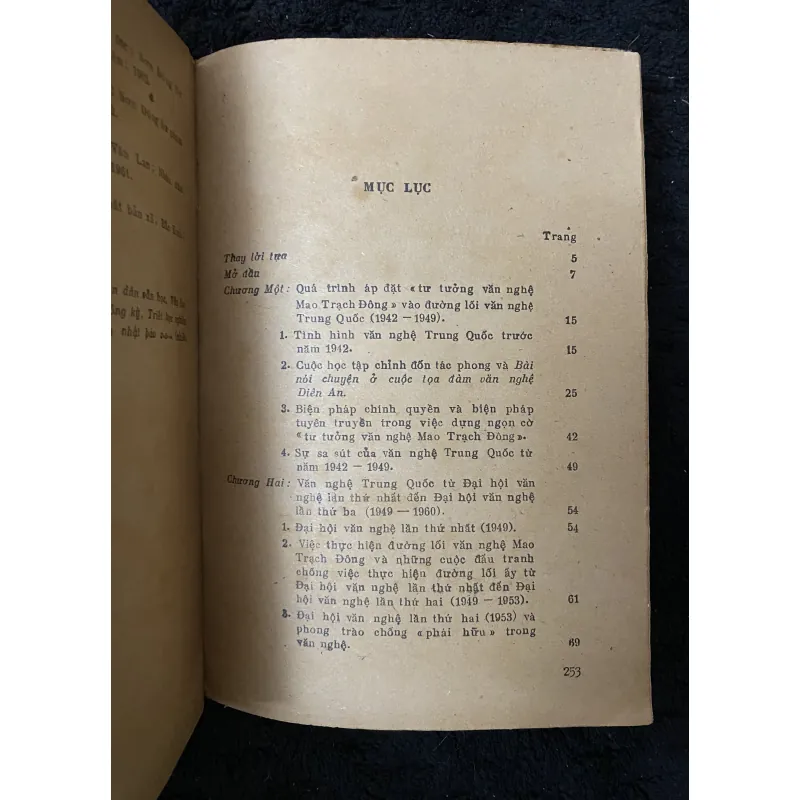 MỤC LỤC
Trang
Thay lời tựa 5
Mở đầu 7
Chương Một: Quá trình áp đặt «tư tưởng văn nghệ
Mao Trạch Đông» vào đường lối văn nghệ
Trung Quốc (1942 — 1949). 15
1. Tình hình văn nghệ Trung Quốc trước
năm 1942. 15
2. Cuộc học tập chỉnh đốn tác phong và Bài
nói chuyện ở cuộc tọa đàm văn nghệ
Diên An. 25
3. Biện pháp chính quyền và biện pháp
tuyên truyền trong việc dựng ngọn cờ
«tư tưởng văn nghệ Mao Trạch Đông». 42
4. Sự sa sút của văn nghệ Trung Quốc từ
năm 1942 — 1949. 49
Chương Hai: Văn nghệ Trung Quốc từ Đại hội văn
nghệ lần thứ nhất đến Đại hội văn nghệ
lần thứ ba (1949 — 1960). 54
1. Đại hội văn nghệ lần thứ nhất (1949). 54
2. Việc thực hiện đường lối văn nghệ Mao
Trạch Đông và những cuộc đấu tranh
chống việc thực hiện đường lối ấy từ
Đại hội văn nghệ lần thứ nhất đến Đại
hội văn nghệ lần thứ hai (1949 — 1953). 61
3. Đại hội văn nghệ lần thứ hai (1953) và
phong trào chống «phái hữu» trong
văn nghệ. 69
253